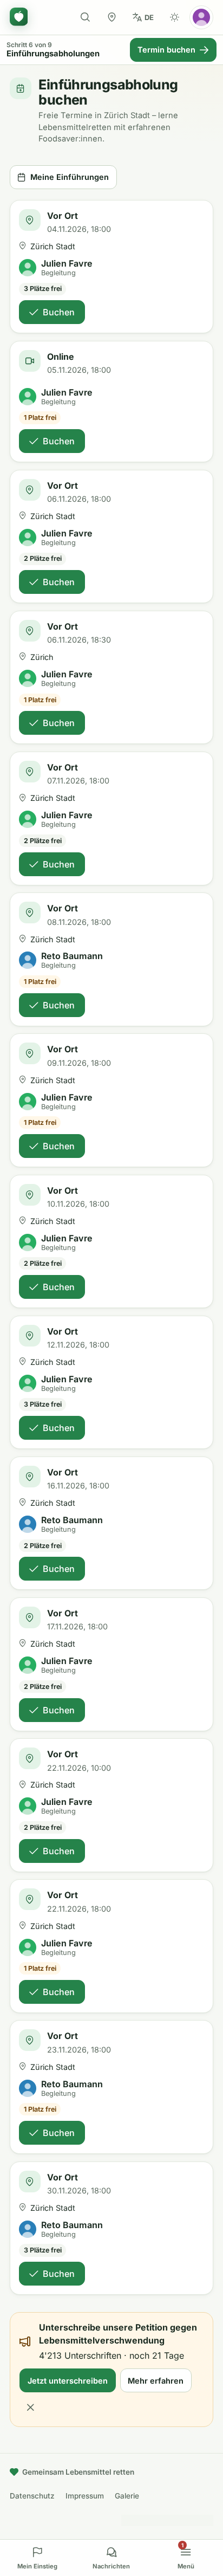 DE
Schritt 6 von 9
Einführungsabholungen
Termin buchen
Einführungsabholung
buchen
Freie Termine in Zürich Stadt – lerne
Lebensmittelretten mit erfahrenen
Foodsaver:innen.
Meine Einführungen
Vor Ort
04.11.2026, 18:00
Zürich Stadt
Julien Favre
Begleitung
3 Plätze frei
Buchen
Online
05.11.2026, 18:00
Julien Favre
Begleitung
1 Platz frei
Buchen
Vor Ort
06.11.2026, 18:00
Zürich Stadt
Julien Favre
Begleitung
2 Plätze frei
Buchen
Vor Ort
06.11.2026, 18:30
Zürich
Julien Favre
Begleitung
1 Platz frei
Buchen
Vor Ort
07.11.2026, 18:00
Zürich Stadt
Julien Favre
Begleitung
2 Plätze frei
Buchen
Vor Ort
08.11.2026, 18:00
Zürich Stadt
Reto Baumann
Begleitung
1 Platz frei
Buchen
Vor Ort
09.11.2026, 18:00
Zürich Stadt
Julien Favre
Begleitung
1 Platz frei
Buchen
Vor Ort
10.11.2026, 18:00
Zürich Stadt
Julien Favre
Begleitung
2 Plätze frei
Buchen
Vor Ort
12.11.2026, 18:00
Zürich Stadt
Julien Favre
Begleitung
3 Plätze frei
Buchen
Vor Ort
16.11.2026, 18:00
Zürich Stadt
Reto Baumann
Begleitung
2 Plätze frei
Buchen
Vor Ort
17.11.2026, 18:00
Zürich Stadt
Julien Favre
Begleitung
2 Plätze frei
Buchen
Vor Ort
22.11.2026, 10:00
Zürich Stadt
Julien Favre
Begleitung
2 Plätze frei
Buchen
Vor Ort
22.11.2026, 18:00
Zürich Stadt
Julien Favre
Begleitung
1 Platz frei
Buchen
Vor Ort
23.11.2026, 18:00
Zürich Stadt
Reto Baumann
Begleitung
1 Platz frei
Buchen
Vor Ort
30.11.2026, 18:00
Zürich Stadt
Reto Baumann
Begleitung
3 Plätze frei
Buchen
Unterschreibe unsere Petition gegen
Lebensmittelverschwendung
4'213 Unterschriften · noch 21 Tage
Jetzt unterschreiben
Mehr erfahren
Gemeinsam Lebensmittel retten
Datenschutz
Impressum
Galerie
1
Mein Einstieg
Nachrichten
Menü